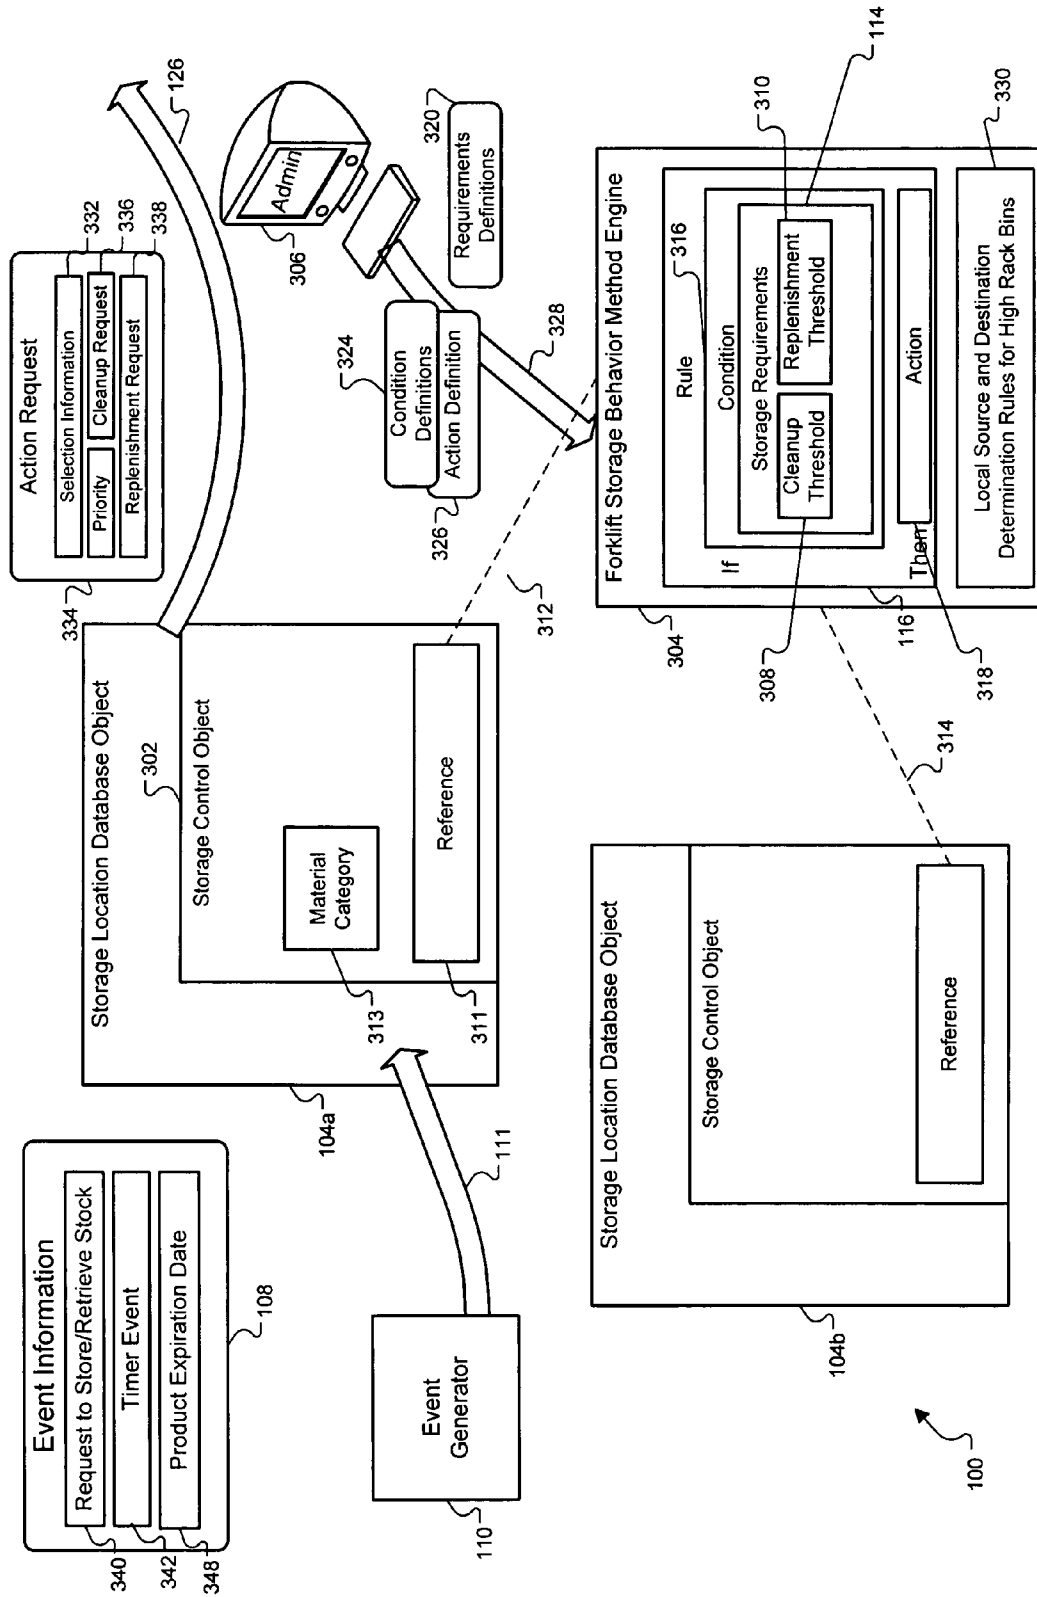 Event Information
Request to Store/Retrieve Stock
Timer Event
Product Expiration Date
340
342
348
108
Event
Generator
110
111
Storage Location Database Object
302
Storage Control Object
Material
Category
Reference
313
311
104a
Action Request
Selection Information
Priority
Cleanup Request
Replenishment Request
332
336
338
334
126
Admin
306
320
Requirements
Definitions
324
Condition
Definitions
Action Definition
326
328
312
Storage Location Database Object
Storage Control Object
Reference
104b
100
314
Forklift Storage Behavior Method Engine
Rule
316
If
Condition
Storage Requirements
Cleanup
Threshold
Replenishment
Threshold
310
114
308
Then
Action
304
116
318
Local Source and Destination
Determination Rules for High Rack Bins
330